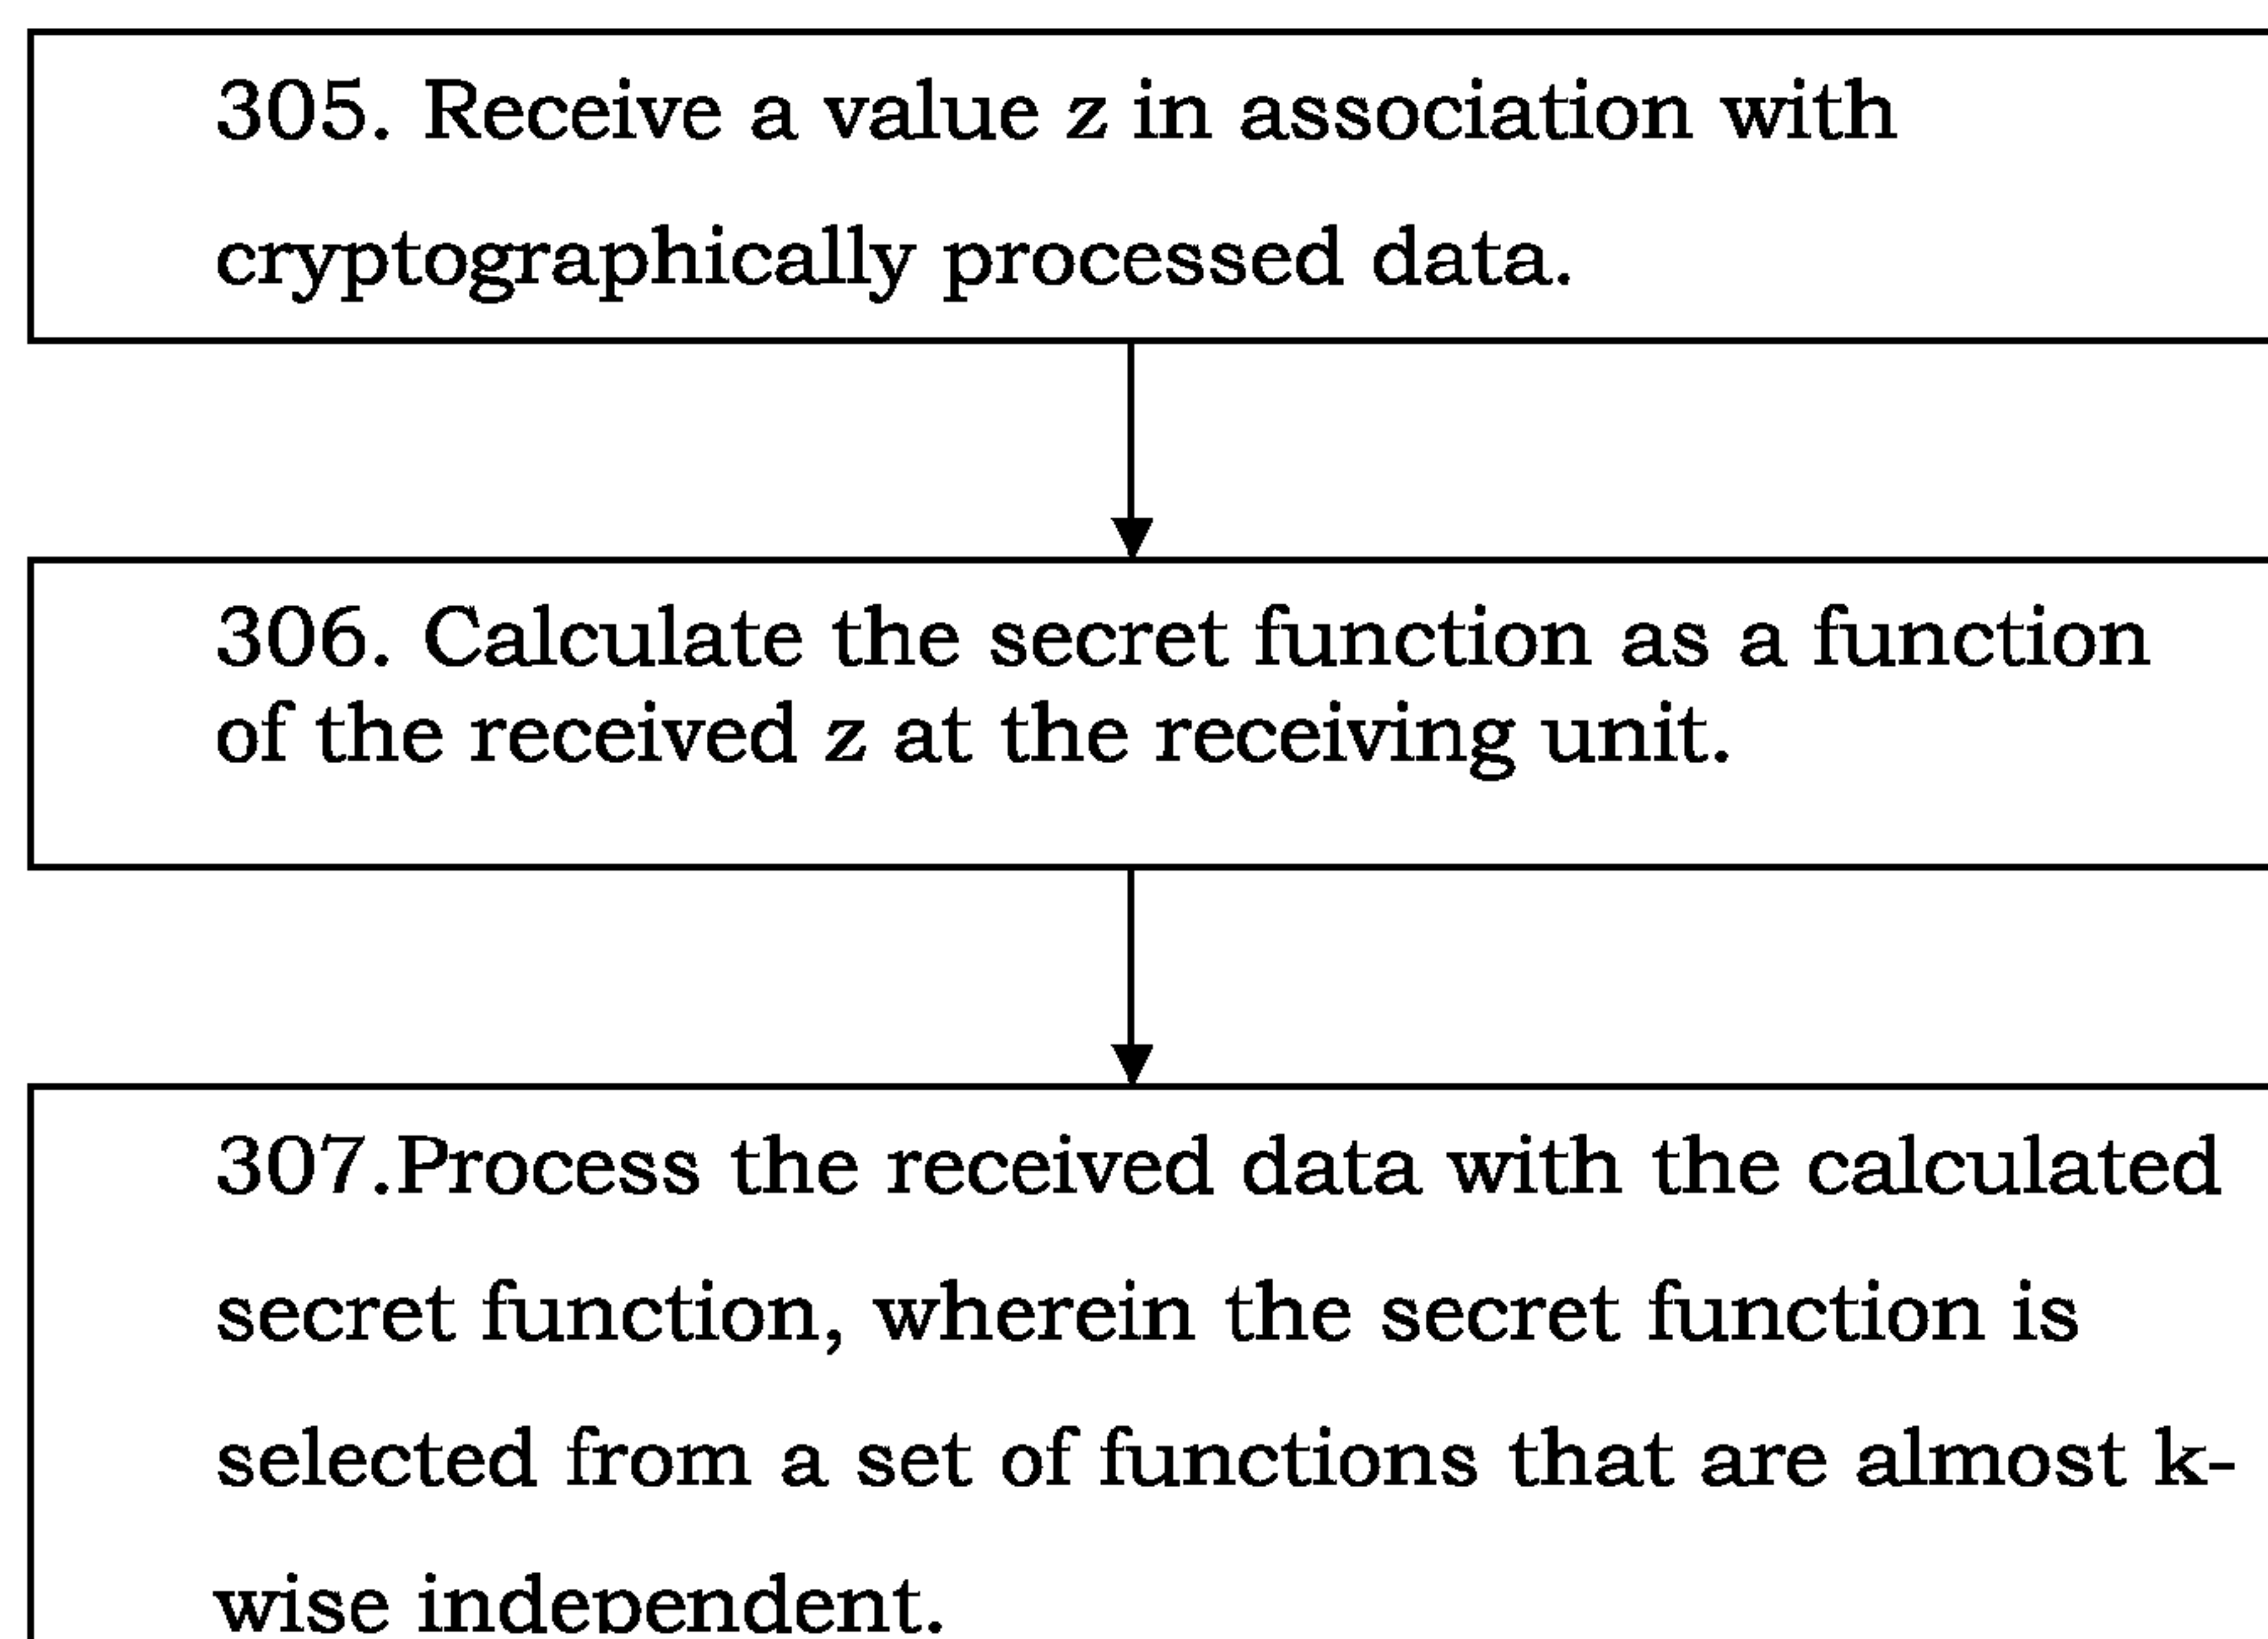 305. Receive a value z in association with
cryptographically processed data.
306. Calculate the secret function as a function
of the received z at the receiving unit.
307.Process the received data with the calculated
secret function, wherein the secret function is
selected from a set of functions that are almost k-
wise independent.